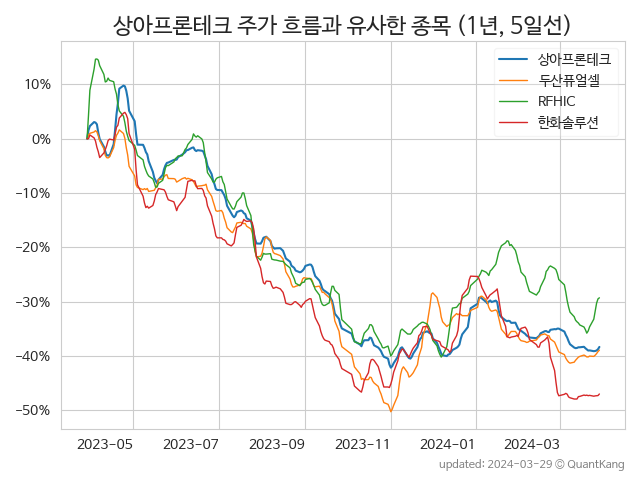 상아프론테크 주가 흐름과 유사한 종목 (1년, 5일선)
상아프론테크
두산퓨얼셀
RFHIC
한화솔루션
10%
0%
−10%
−20%
−30%
−40%
−50%
2023-05 2023-07 2023-09 2023-11 2024-01 2024-03
updated: 2024-03-29 © QuantKang